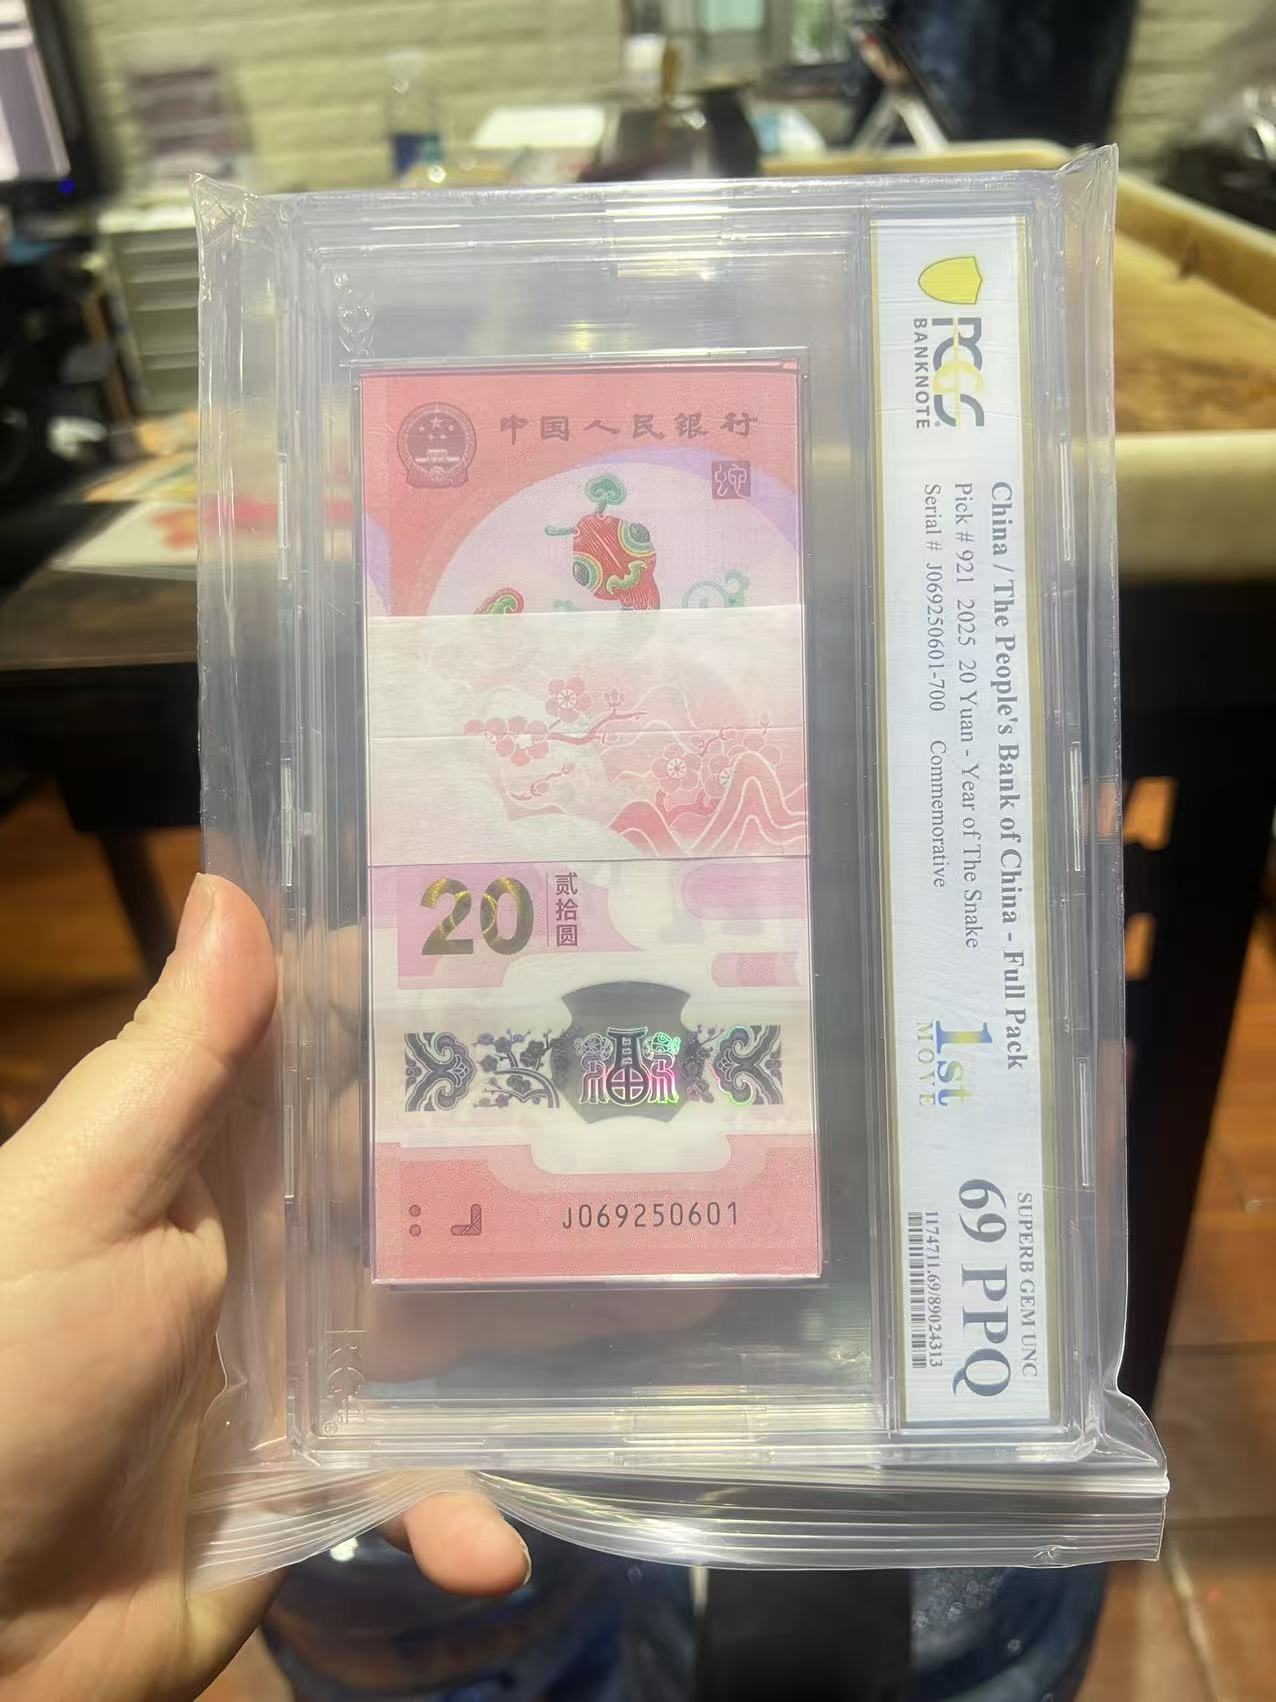 中国人民银行
20
贰拾圆
J069250601
PCGS
BANKNOTE
China / The People's Bank of China - Full Pack
Pick # 921 2025 20 Yuan - Year of The Snake
Serial # J069250601-700 Commemorative
1st
MOVE
SUPERB GEM UNC
69 PPQ
1174711.69/89024313